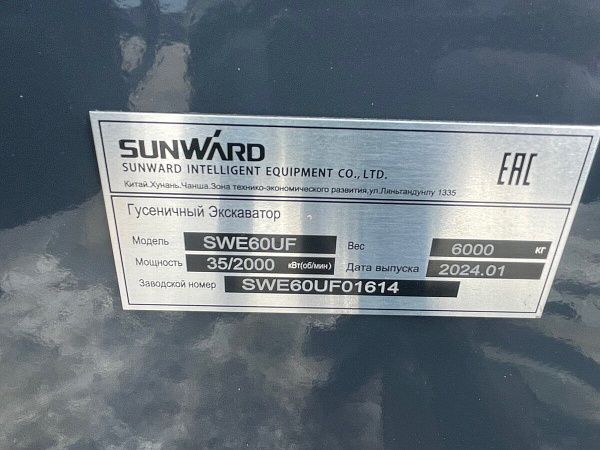 SUNWARD
SUNWARD INTELLIGENT EQUIPMENT CO., LTD.
EAC
Китай.Хунань.Чанша.Зона технико-экономического развития,ул.Ляньтандунлу 1335
Гусеничный Экскаватор
Модель SWE60UF Вес 6000 кг
Мощность 35/2000 кВт(об/мин) Дата выпуска 2024.01
Заводской номер SWE60UF01614